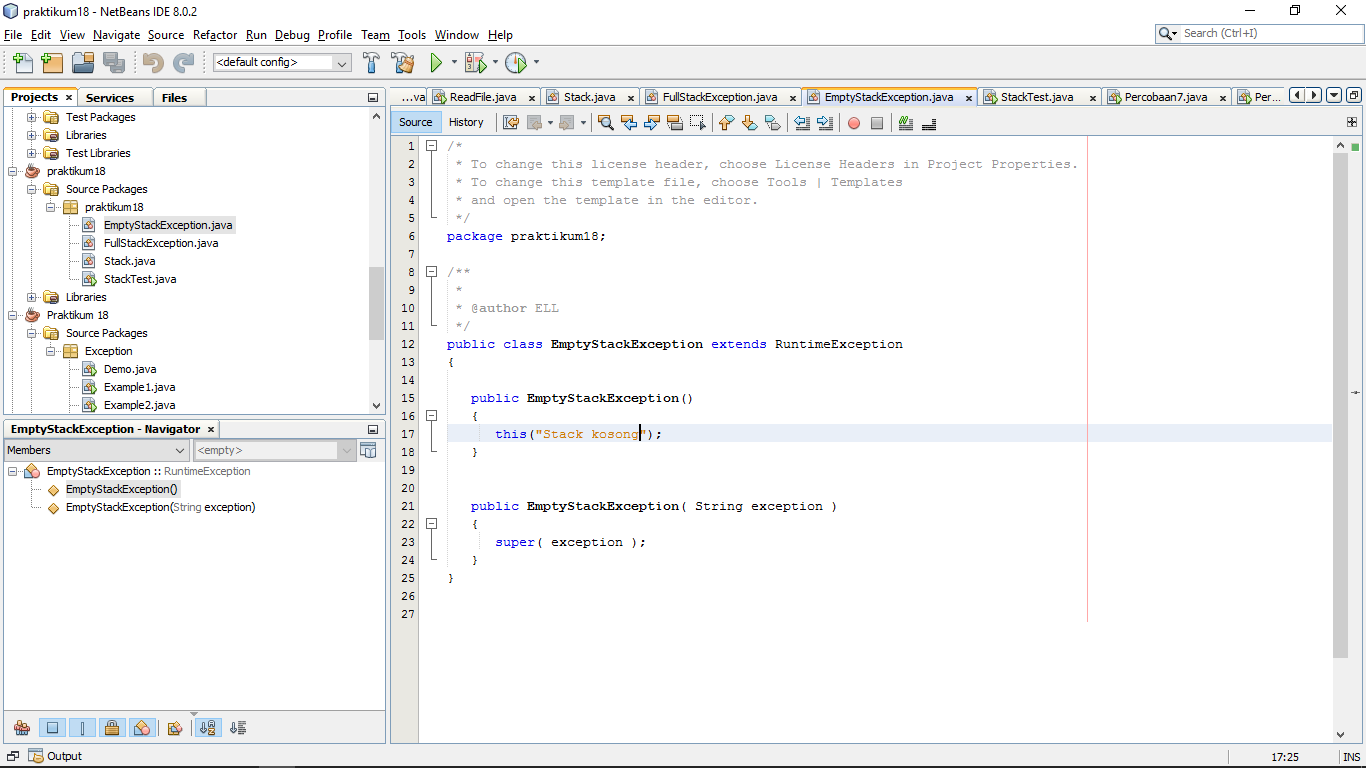 praktikum18 - NetBeans IDE 8.0.2
File Edit View Navigate Source Refactor Run Debug Profile Team Tools Window Help
Search (Ctrl+I)
<default config>
Projects Services Files
Test Packages
Libraries
Test Libraries
praktikum18
Source Packages
praktikum18
EmptyStackException.java
FullStackException.java
Stack.java
StackTest.java
Libraries
Praktikum 18
Source Packages
Exception
Demo.java
Example1.java
Example2.java
EmptyStackException - Navigator
Members <empty>
EmptyStackException :: RuntimeException
EmptyStackException()
EmptyStackException(String exception)
...va ReadFile.java Stack.java FullStackException.java EmptyStackException.java StackTest.java Percobaan7.java Per...
Source History
1 /*
2 * To change this license header, choose License Headers in Project Properties.
3 * To change this template file, choose Tools | Templates
4 * and open the template in the editor.
5 */
6 package praktikum18;
7
8 /**
9 *
10 * @author ELL
11 */
12 public class EmptyStackException extends RuntimeException
13 {
14
15 public EmptyStackException()
16 {
17 this("Stack kosong");
18 }
19
20
21 public EmptyStackException( String exception )
22 {
23 super( exception );
24 }
25 }
26
27
Output
17:25 INS